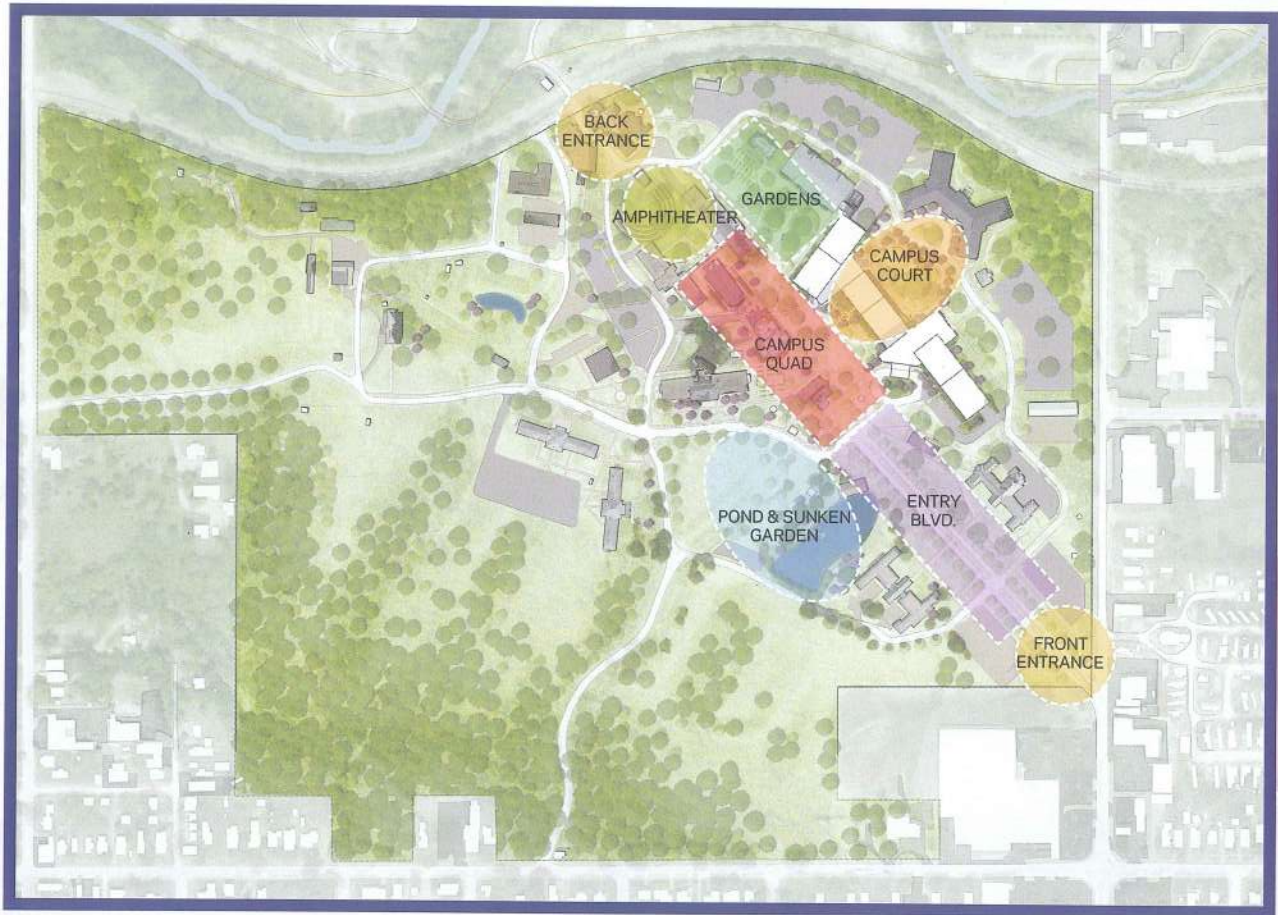 BACK
ENTRANCE
AMPHITHEATER
GARDENS
CAMPUS
COURT
CAMPUS
QUAD
POND & SUNKEN
GARDEN
ENTRY
BLVD.
FRONT
ENTRANCE